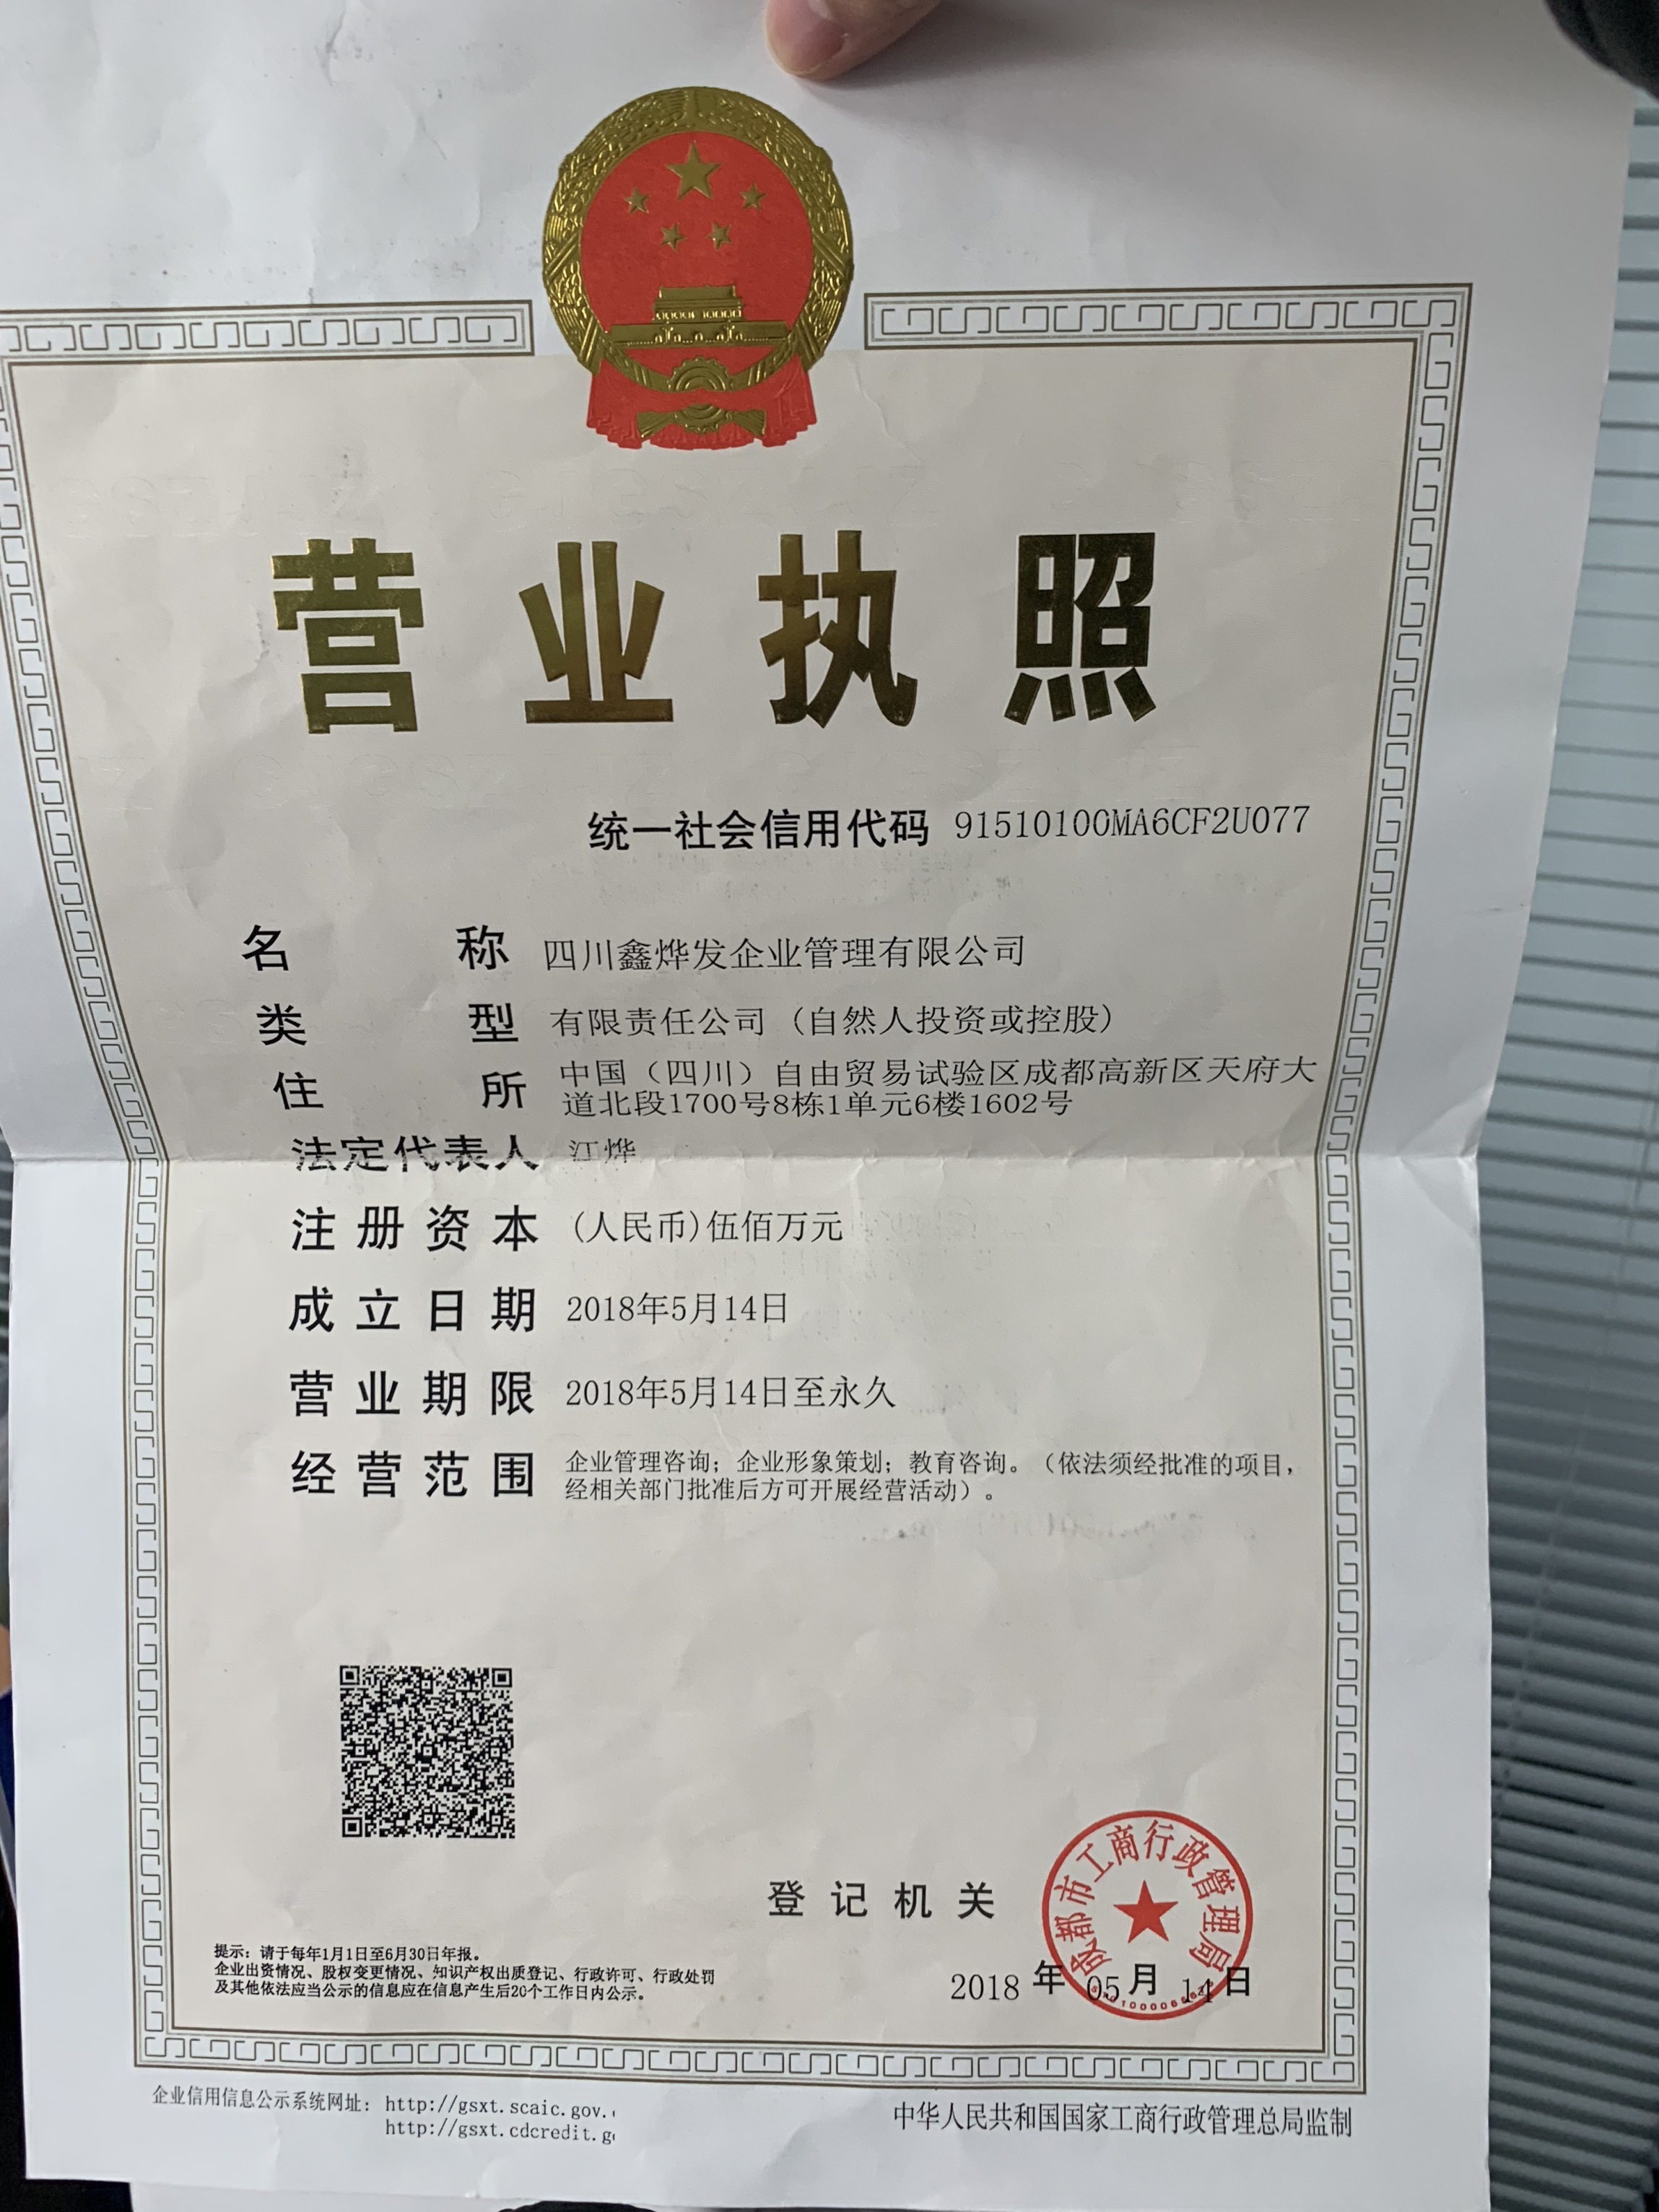 营业执照
统一社会信用代码 91510100MA6CF2U077
名称 四川鑫烨发企业管理有限公司
类型 有限责任公司（自然人投资或控股）
住所 中国（四川）自由贸易试验区成都高新区天府大
道北段1700号8栋1单元6楼1602号
法定代表人 江烨
注册资本 (人民币)伍佰万元
成立日期 2018年5月14日
营业期限 2018年5月14日至永久
经营范围 企业管理咨询；企业形象策划；教育咨询。（依法须经批准的项目，
经相关部门批准后方可开展经营活动）。
登记机关
成都市工商行政管理局
2018 年 05 月 14 日
提示：请于每年1月1日至6月30日年报。
企业出资情况、股权变更情况、知识产权出质登记、行政许可、行政处罚
及其他依法应当公示的信息应在信息产生后20个工作日内公示。
企业信用信息公示系统网址： http://gsxt.scaic.gov.
http://gsxt.cdcredit.g
中华人民共和国国家工商行政管理总局监制